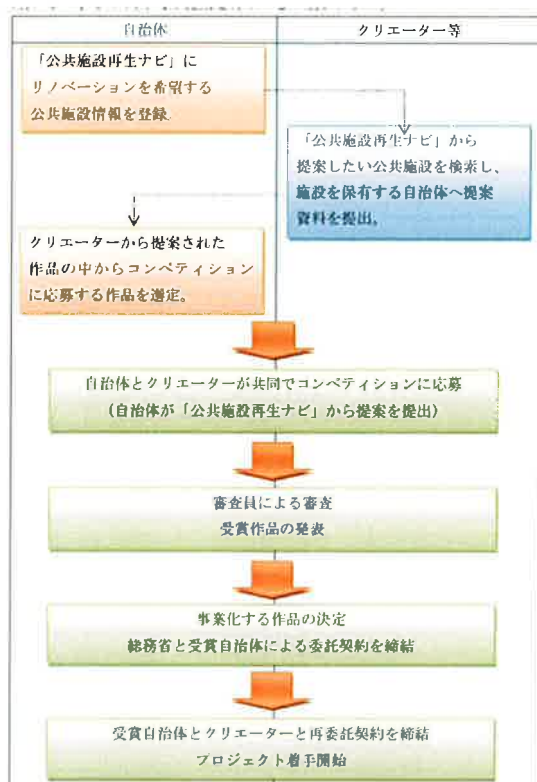 自治体
クリエーター等
「公共施設再生ナビ」に
リノベーションを希望する
公共施設情報を登録。
「公共施設再生ナビ」から
提案したい公共施設を検索し、
施設を保有する自治体へ提案
資料を提出。
クリエーターから提案された
作品の中からコンペティション
に応募する作品を選定。
自治体とクリエーターが共同でコンペティションに応募
(自治体が「公共施設再生ナビ」から提案を提出)
審査員による審査
受賞作品の発表
事業化する作品の決定
総務省と受賞自治体による委託契約を締結
受賞自治体とクリエーターと再委託契約を締結
プロジェクト着手開始